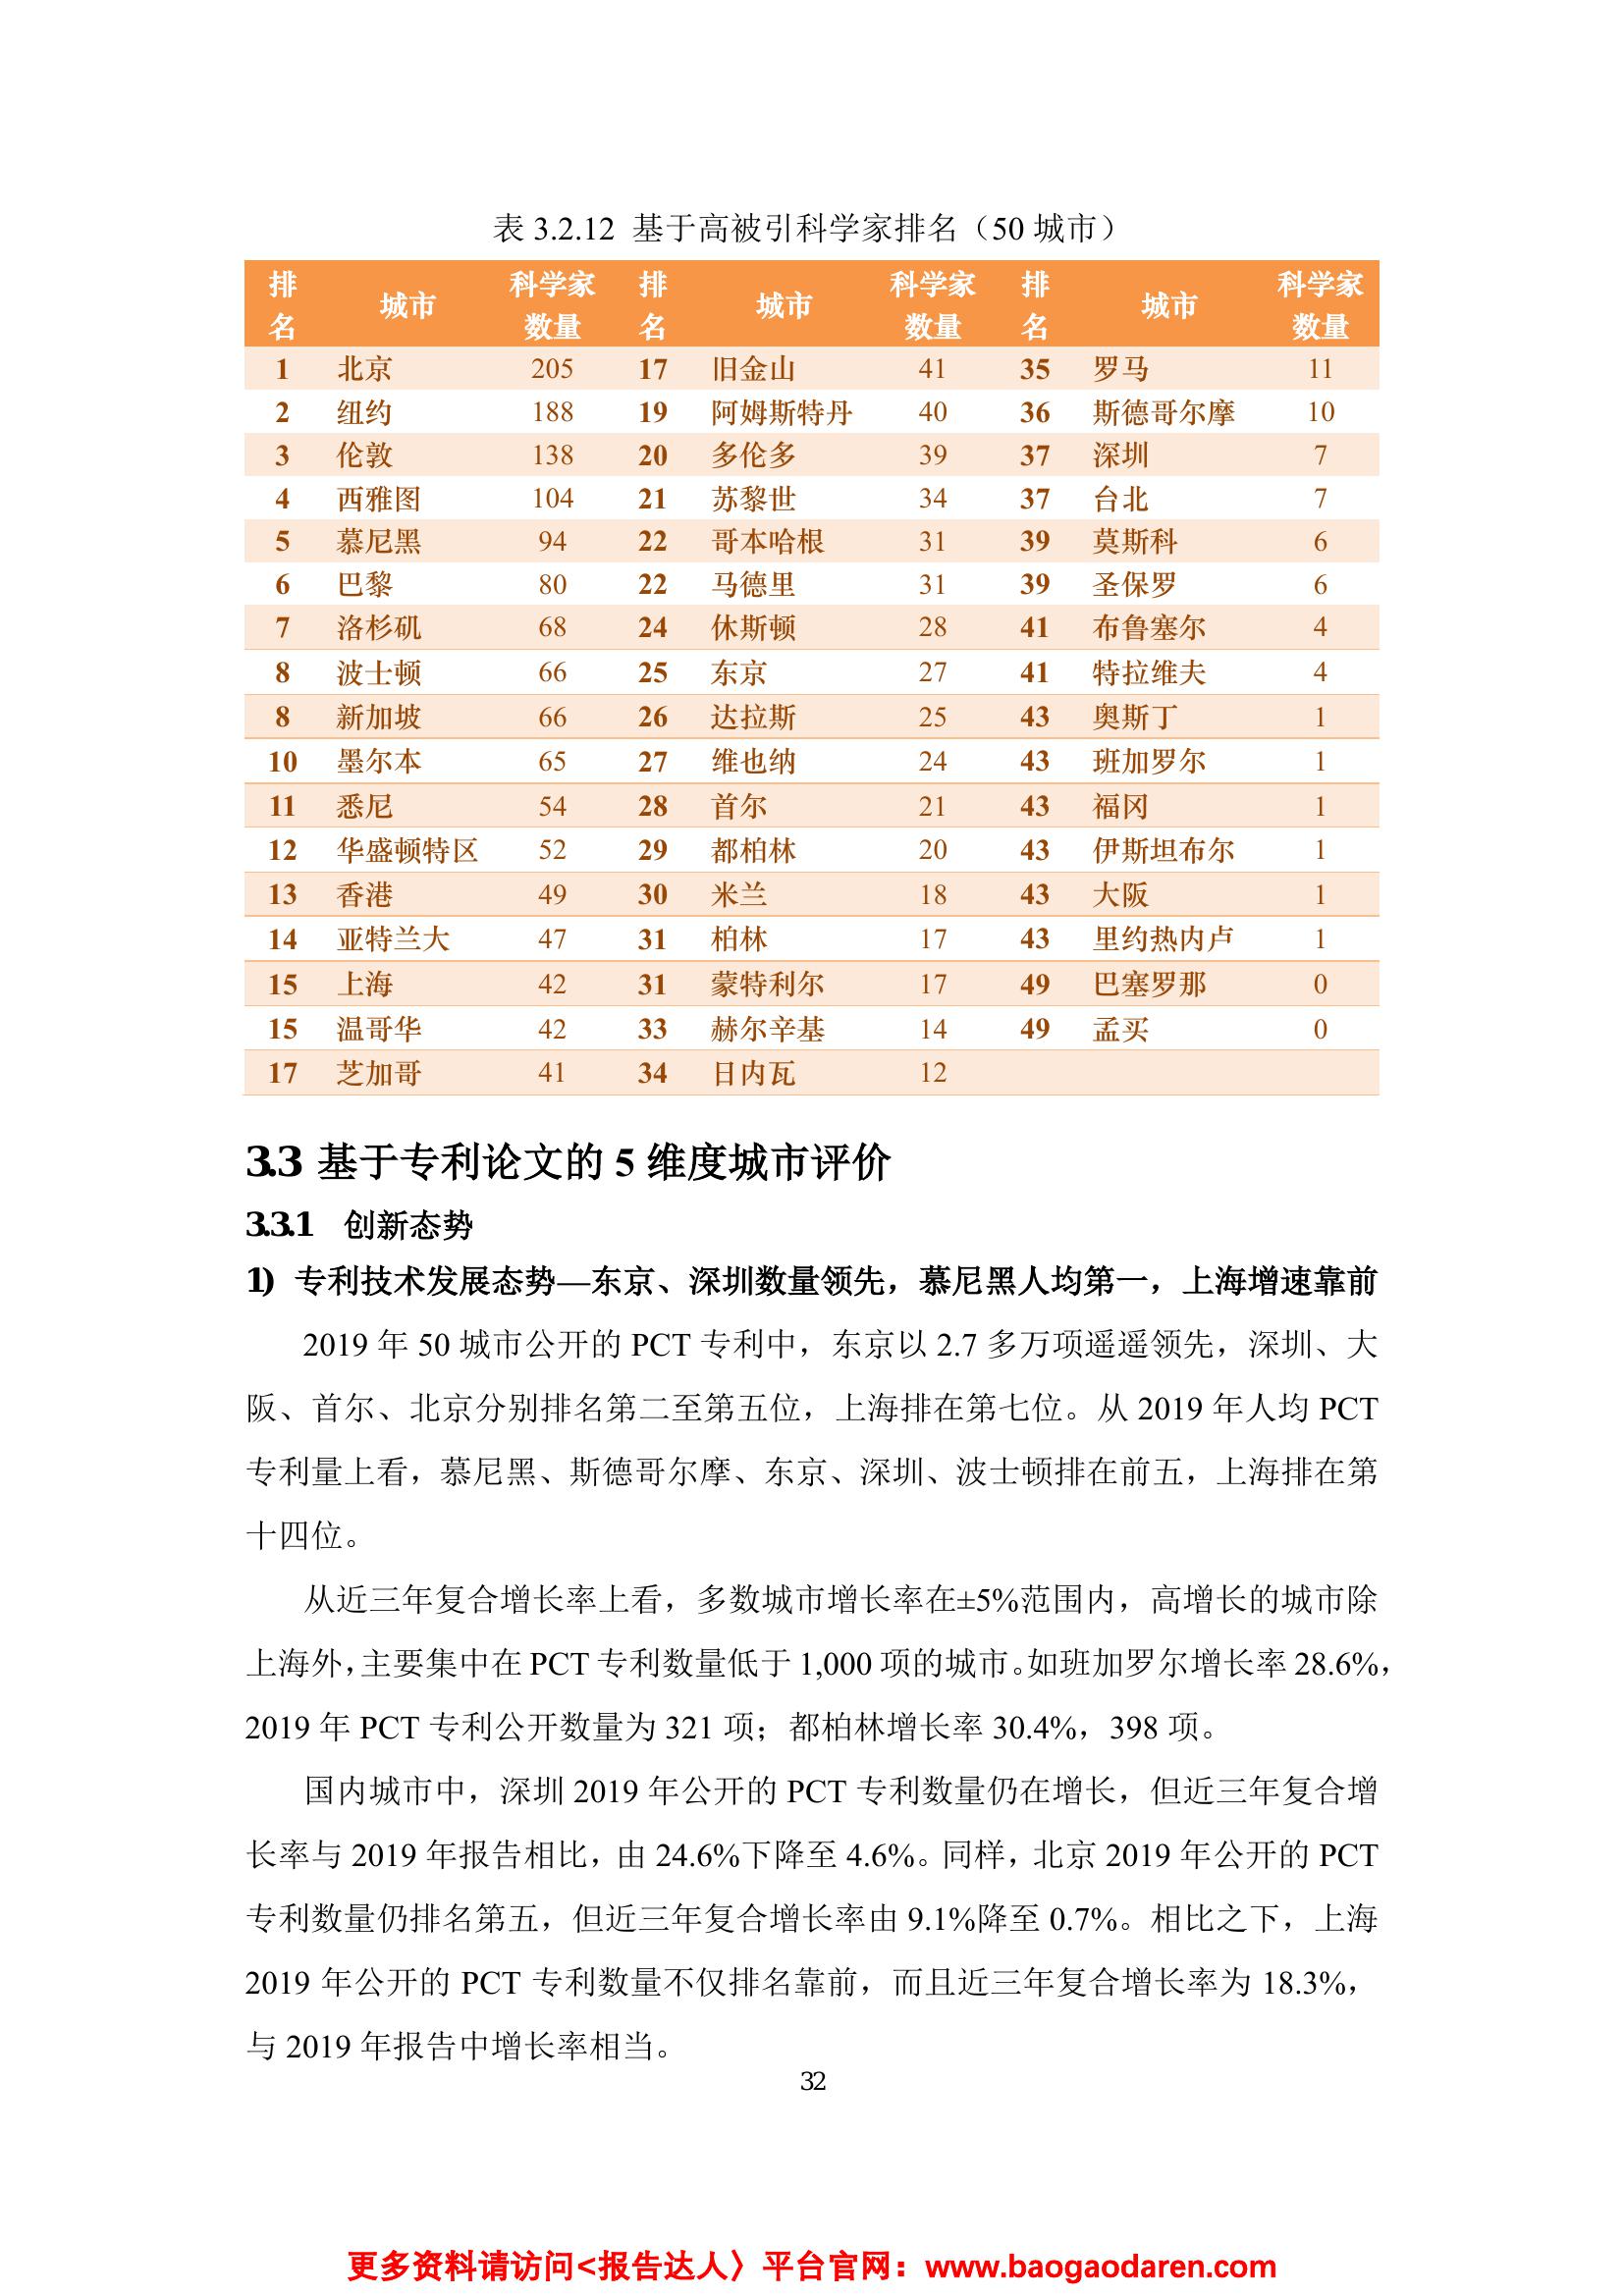 表 3.2.12 基于高被引科学家排名（50 城市）
排名 城市 科学家数量 排名 城市 科学家数量 排名 城市 科学家数量
1 北京 205 17 旧金山 41 35 罗马 11
2 纽约 188 19 阿姆斯特丹 40 36 斯德哥尔摩 10
3 伦敦 138 20 多伦多 39 37 深圳 7
4 西雅图 104 21 苏黎世 34 37 台北 7
5 慕尼黑 94 22 哥本哈根 31 39 莫斯科 6
6 巴黎 80 22 马德里 31 39 圣保罗 6
7 洛杉矶 68 24 休斯顿 28 41 布鲁塞尔 4
8 波士顿 66 25 东京 27 41 特拉维夫 4
8 新加坡 66 26 达拉斯 25 43 奥斯丁 1
10 墨尔本 65 27 维也纳 24 43 班加罗尔 1
11 悉尼 54 28 首尔 21 43 福冈 1
12 华盛顿特区 52 29 都柏林 20 43 伊斯坦布尔 1
13 香港 49 30 米兰 18 43 大阪 1
14 亚特兰大 47 31 柏林 17 43 里约热内卢 1
15 上海 42 31 蒙特利尔 17 49 巴塞罗那 0
15 温哥华 42 33 赫尔辛基 14 49 孟买 0
17 芝加哥 41 34 日内瓦 12
3.3 基于专利论文的 5 维度城市评价
3.3.1 创新态势
1) 专利技术发展态势—东京、深圳数量领先，慕尼黑人均第一，上海增速靠前
2019 年 50 城市公开的 PCT 专利中，东京以 2.7 多万项遥遥领先，深圳、大
阪、首尔、北京分别排名第二至第五位，上海排在第七位。从 2019 年人均 PCT
专利量上看，慕尼黑、斯德哥尔摩、东京、深圳、波士顿排在前五，上海排在第
十四位。
从近三年复合增长率上看，多数城市增长率在±5%范围内，高增长的城市除
上海外，主要集中在 PCT 专利数量低于 1,000 项的城市。如班加罗尔增长率 28.6%，
2019 年 PCT 专利公开数量为 321 项；都柏林增长率 30.4%，398 项。
国内城市中，深圳 2019 年公开的 PCT 专利数量仍在增长，但近三年复合增
长率与 2019 年报告相比，由 24.6%下降至 4.6%。同样，北京 2019 年公开的 PCT
专利数量仍排名第五，但近三年复合增长率由 9.1%降至 0.7%。相比之下，上海
2019 年公开的 PCT 专利数量不仅排名靠前，而且近三年复合增长率为 18.3%，
与 2019 年报告中增长率相当。
32
更多资料请访问<报告达人〉平台官网：www.baogaodaren.com